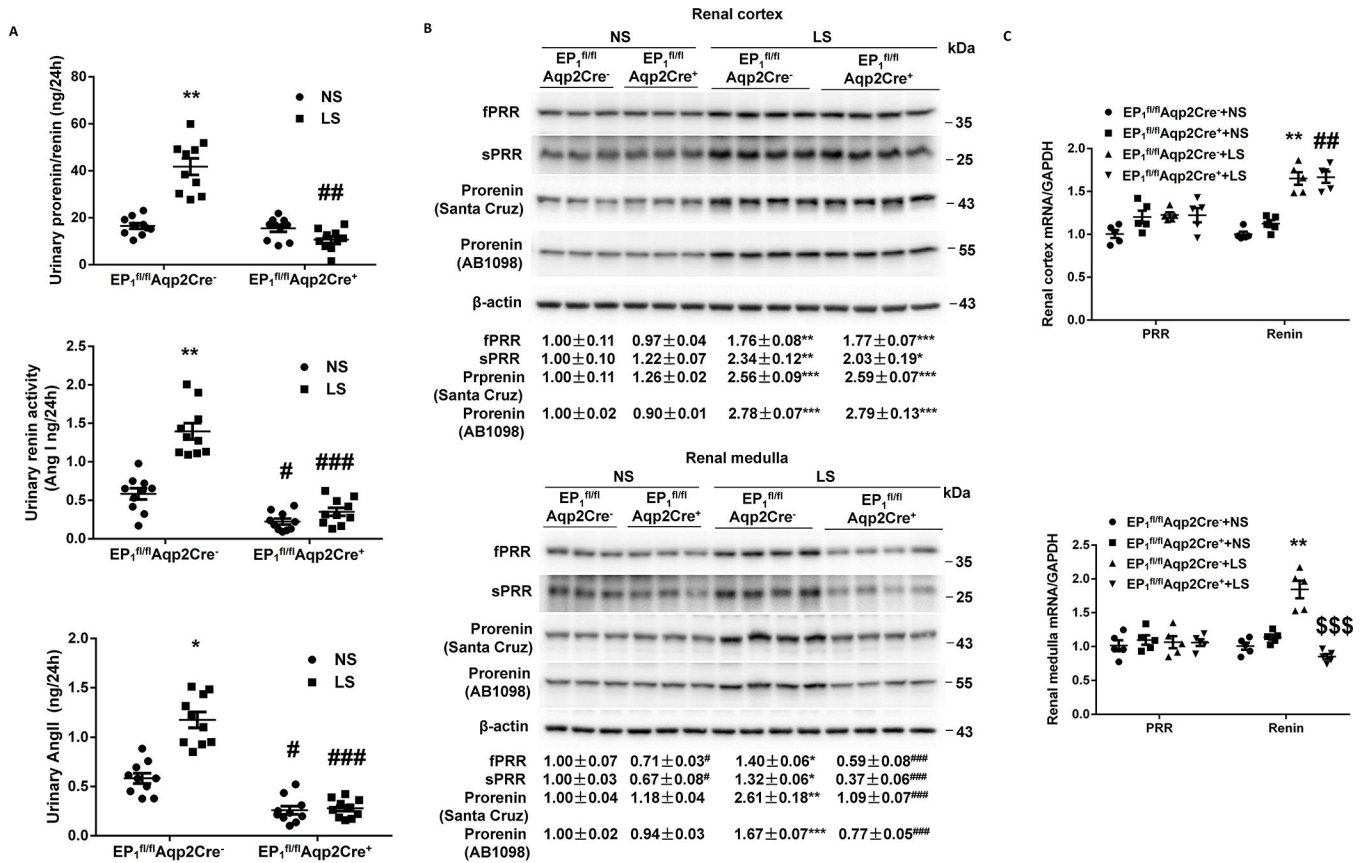 A
Urinary prorenin/renin (ng/24h)
80
60
40
20
0
**
NS
LS
##
EP1fl/flAqp2Cre-
EP1fl/flAqp2Cre+
Urinary renin activity
(Ang I ng/24h)
2.5
2.0
1.5
1.0
0.5
0.0
**
NS
LS
#
###
EP1fl/flAqp2Cre-
EP1fl/flAqp2Cre+
Urinary AngII (ng/24h)
2.0
1.5
1.0
0.5
0.0
*
NS
LS
#
###
EP1fl/flAqp2Cre-
EP1fl/flAqp2Cre+
B
Renal cortex
NS
LS
kDa
EP1fl/fl EP1fl/fl EP1fl/fl EP1fl/fl
Aqp2Cre- Aqp2Cre+ Aqp2Cre- Aqp2Cre+
fPRR
-35
sPRR
-25
Prorenin
(Santa Cruz)
-43
Prorenin
(AB1098)
-55
β-actin
-43
fPRR 1.00±0.11 0.97±0.04 1.76±0.08** 1.77±0.07***
sPRR 1.00±0.10 1.22±0.07 2.34±0.12** 2.03±0.19*
Prprenin 1.00±0.11 1.26±0.02 2.56±0.09*** 2.59±0.07***
(Santa Cruz)
Prorenin 1.00±0.02 0.90±0.01 2.78±0.07*** 2.79±0.13***
(AB1098)
Renal medulla
NS
LS
kDa
EP1fl/fl EP1fl/fl EP1fl/fl EP1fl/fl
Aqp2Cre- Aqp2Cre+ Aqp2Cre- Aqp2Cre+
fPRR
-35
sPRR
-25
Prorenin
(Santa Cruz)
-43
Prorenin
(AB1098)
-55
β-actin
-43
fPRR 1.00±0.07 0.71±0.03# 1.40±0.06* 0.59±0.08###
sPRR 1.00±0.03 0.67±0.08# 1.32±0.06* 0.37±0.06###
Prorenin 1.00±0.04 1.18±0.04 2.61±0.18** 1.09±0.07###
(Santa Cruz)
Prorenin 1.00±0.02 0.94±0.03 1.67±0.07*** 0.77±0.05###
(AB1098)
C
EP1fl/flAqp2Cre-+NS
EP1fl/flAqp2Cre++NS
EP1fl/flAqp2Cre-+LS
EP1fl/flAqp2Cre++LS
Renal cortex mRNA/GAPDH
2.0
1.5
1.0
0.5
0.0
**
##
PRR
Renin
EP1fl/flAqp2Cre-+NS
EP1fl/flAqp2Cre++NS
EP1fl/flAqp2Cre-+LS
EP1fl/flAqp2Cre++LS
Renal medulla mRNA/GAPDH
2.5
2.0
1.5
1.0
0.5
0.0
**
$$$
PRR
Renin